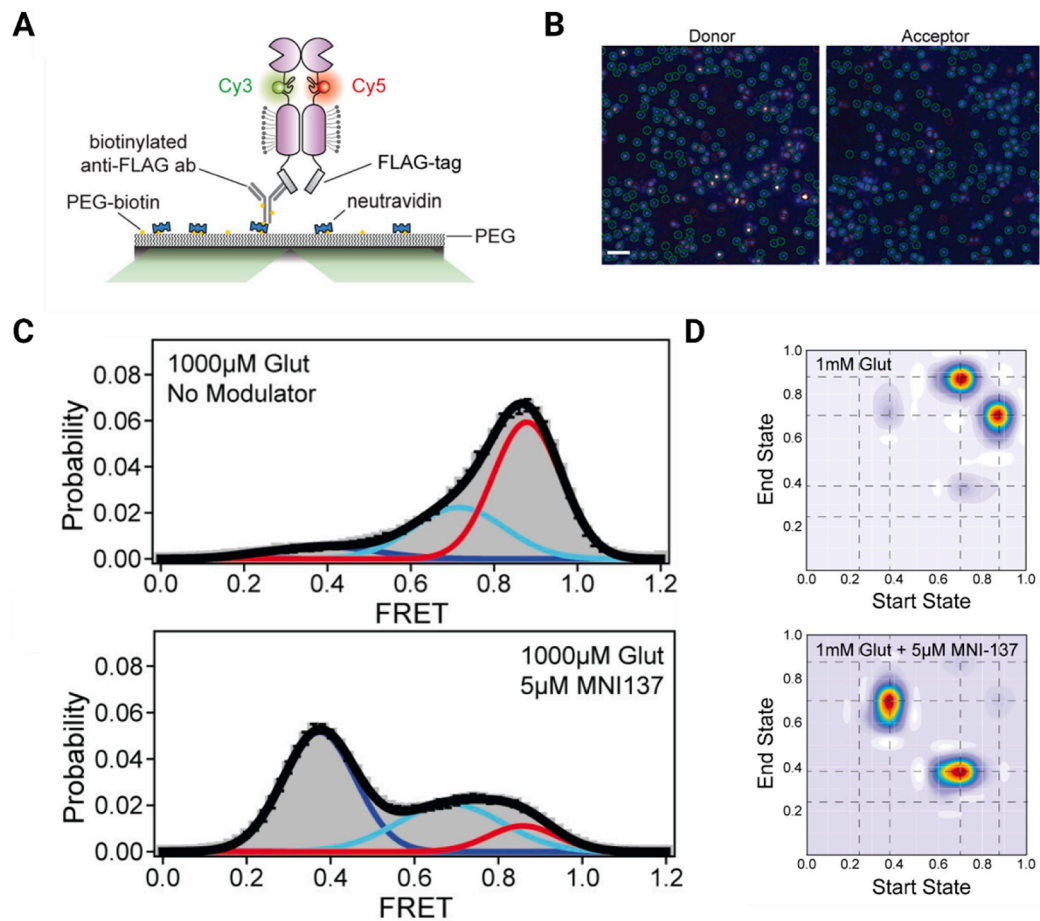 A
Cy3
Cy5
biotinylated
anti-FLAG ab
FLAG-tag
PEG-biotin
neutravidin
PEG
B
Donor
Acceptor
C
1000µM Glut
No Modulator
Probability
0.08
0.06
0.04
0.02
0.00
0.0 0.2 0.4 0.6 0.8 1.0 1.2
FRET
1000µM Glut
5µM MNI137
Probability
0.08
0.06
0.04
0.02
0.00
0.0 0.2 0.4 0.6 0.8 1.0 1.2
FRET
D
1mM Glut
End State
1.0
0.8
0.6
0.4
0.2
0.0 0.2 0.4 0.6 0.8 1.0
Start State
1mM Glut + 5µM MNI-137
End State
1.0
0.8
0.6
0.4
0.2
0.0 0.2 0.4 0.6 0.8 1.0
Start State